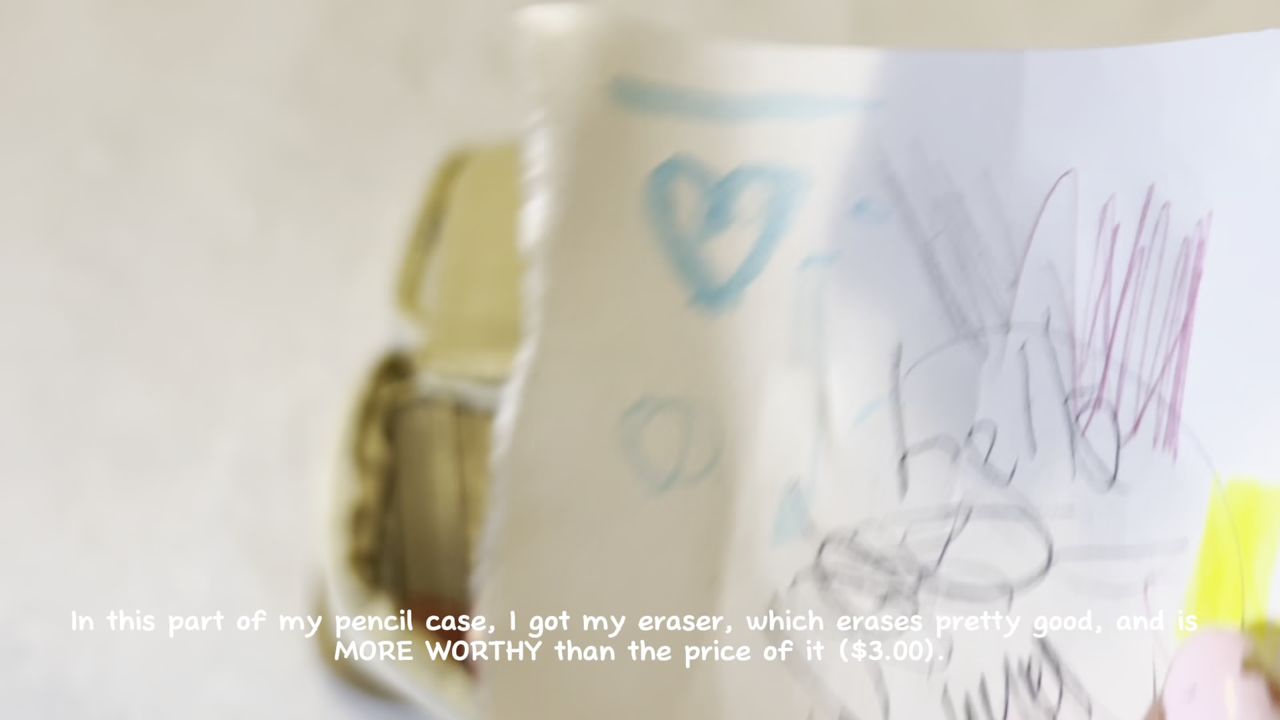 hello
In this part of my pencil case, I got my eraser, which erases pretty good, and is
MORE WORTHY than the price of it ($3.00).